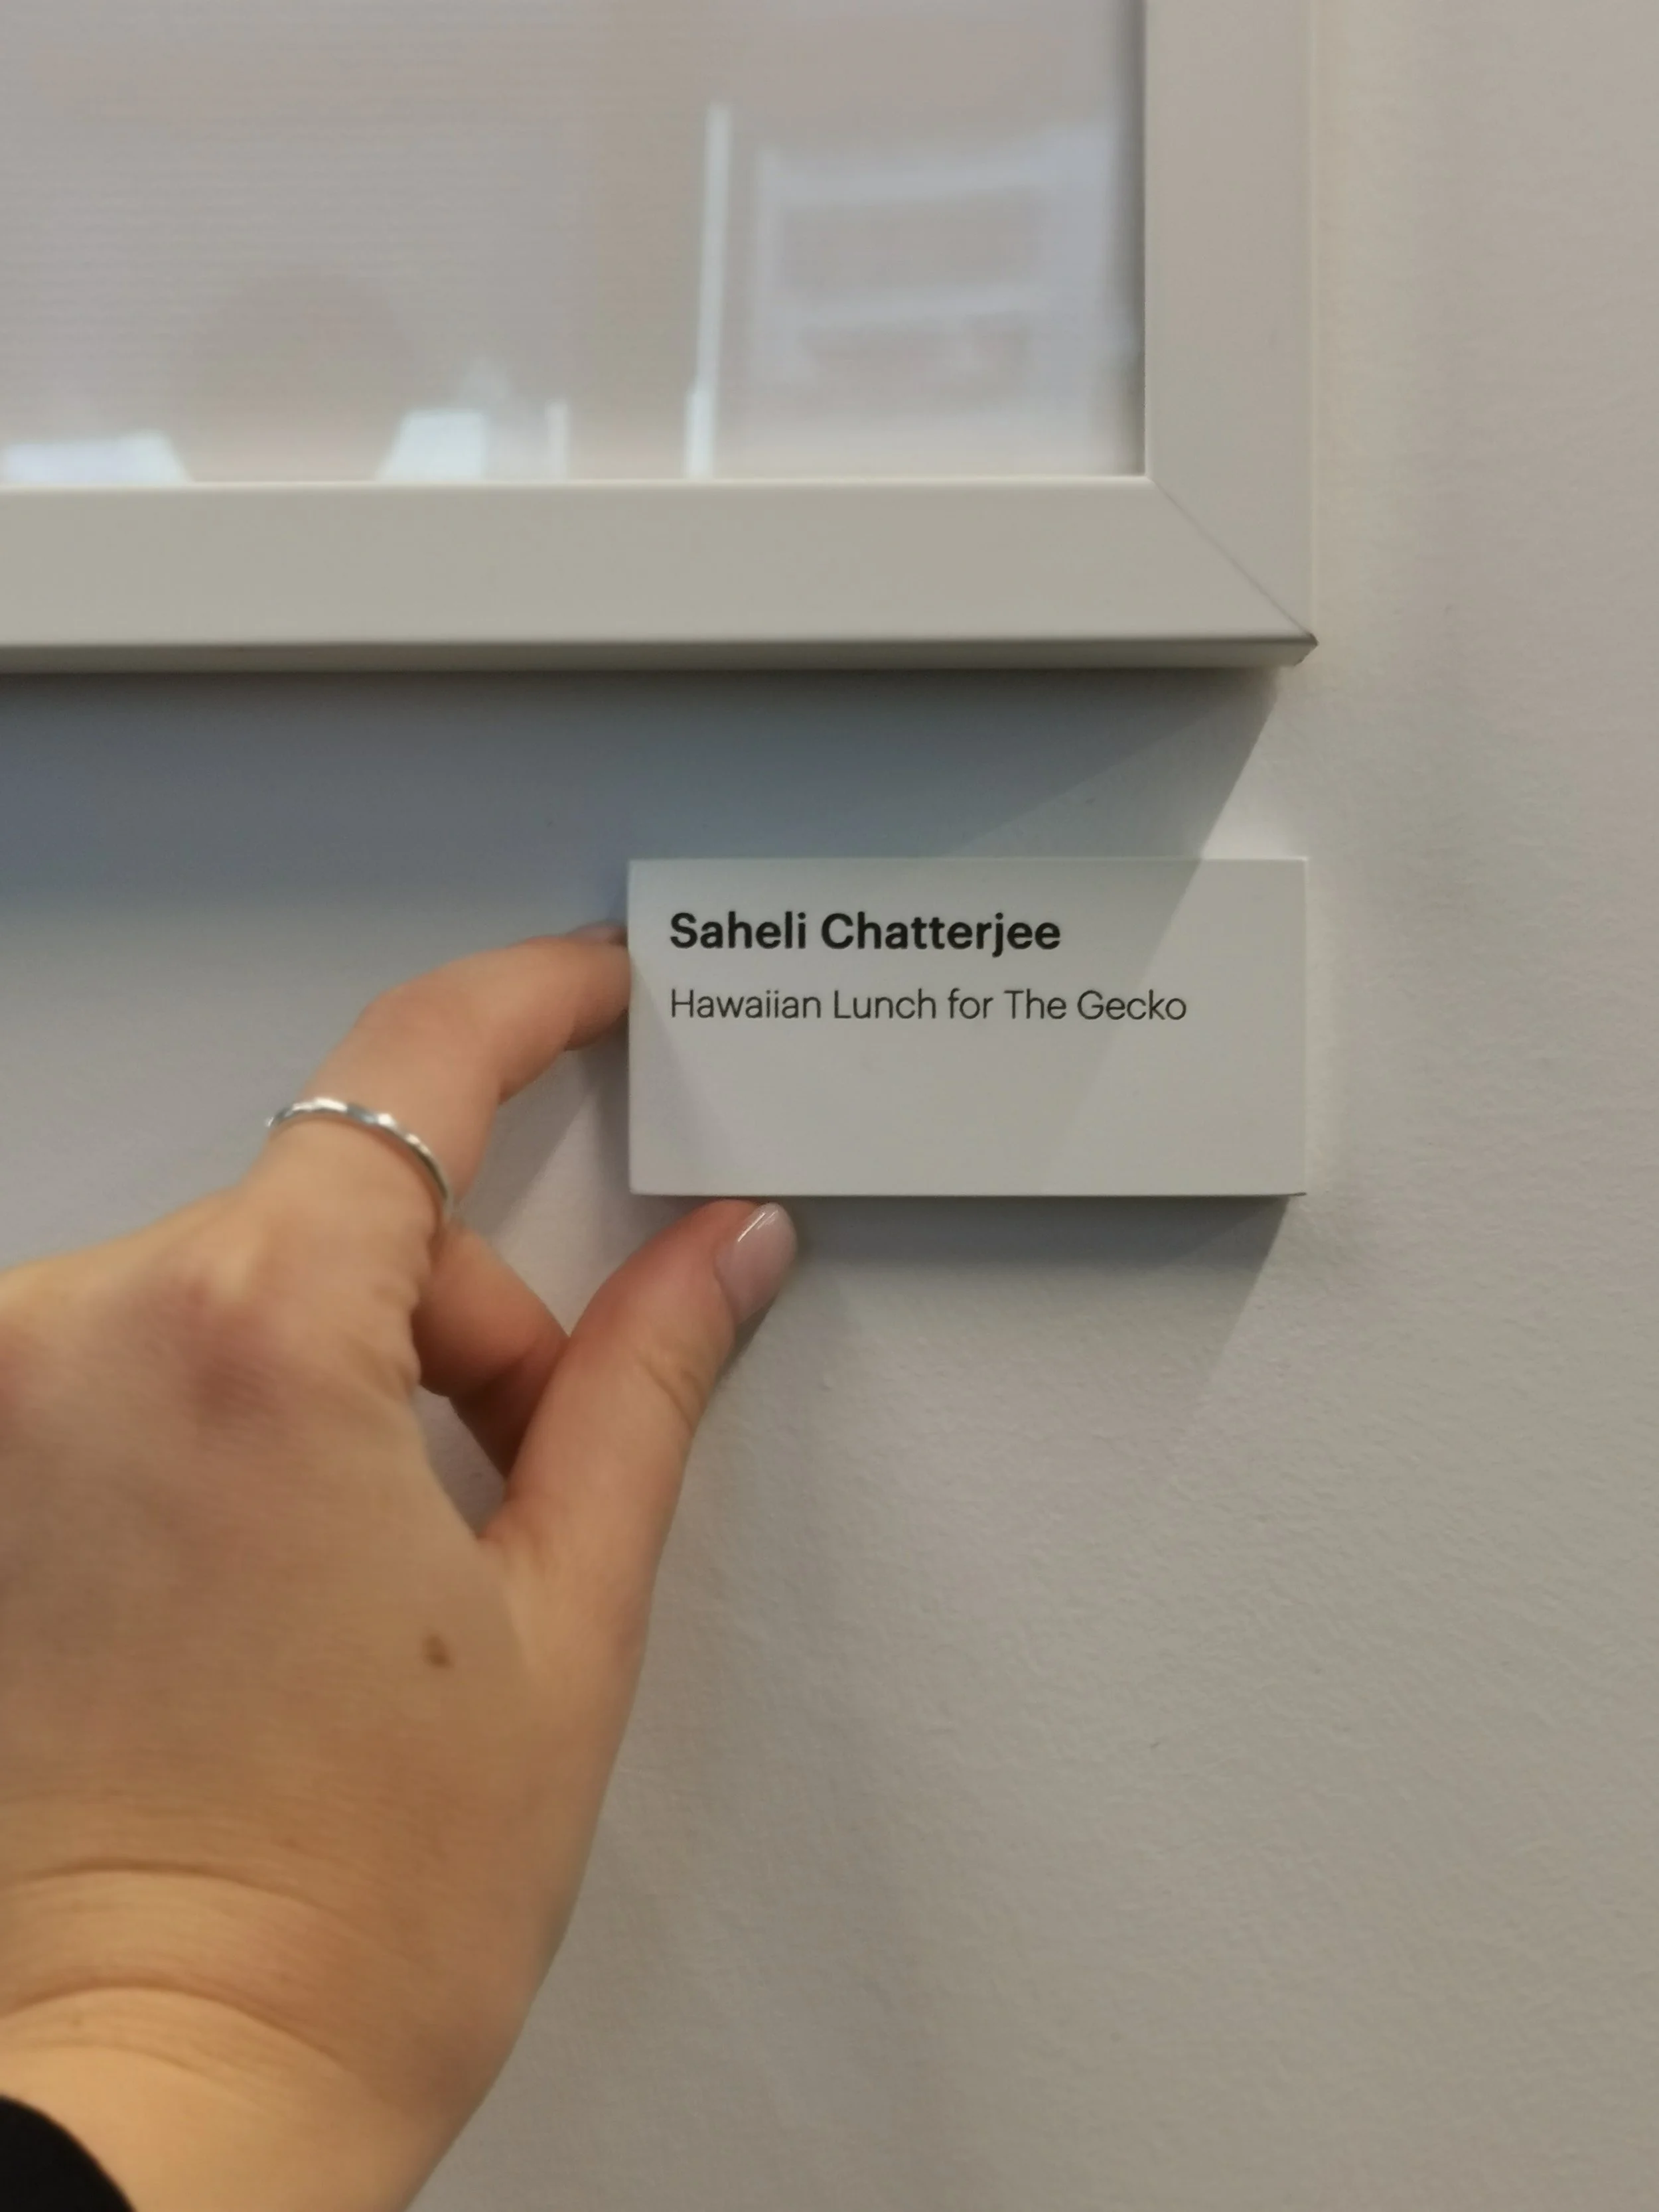 Saheli Chatterjee
Hawaiian Lunch for The Gecko